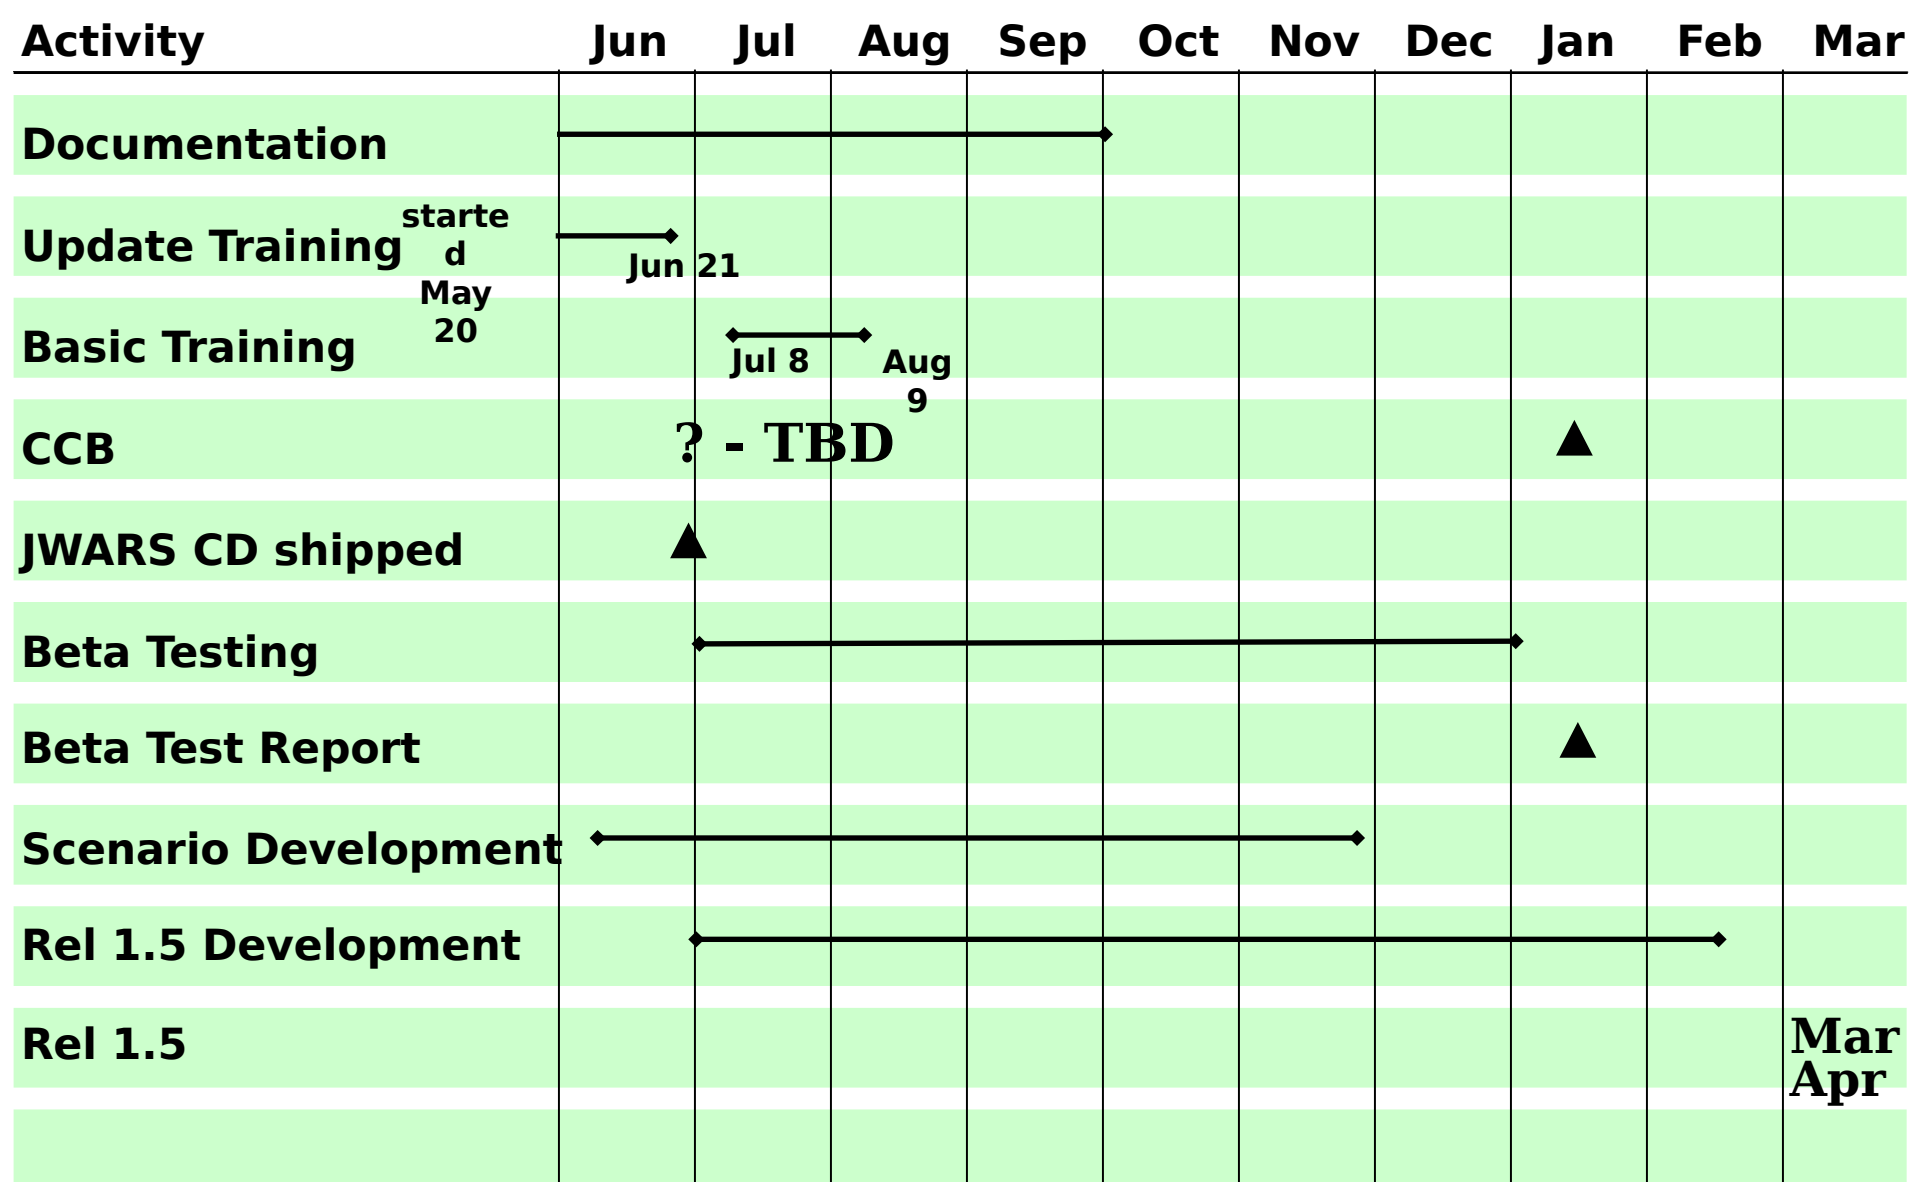 Activity Jun Jul Aug Sep Oct Nov Dec Jan Feb Mar
Documentation
Update Training
starte
d
May
20
Jun 21
Basic Training
Jul 8
Aug
9
CCB
? - TBD
JWARS CD shipped
Beta Testing
Beta Test Report
Scenario Development
Rel 1.5 Development
Rel 1.5
Mar
Apr